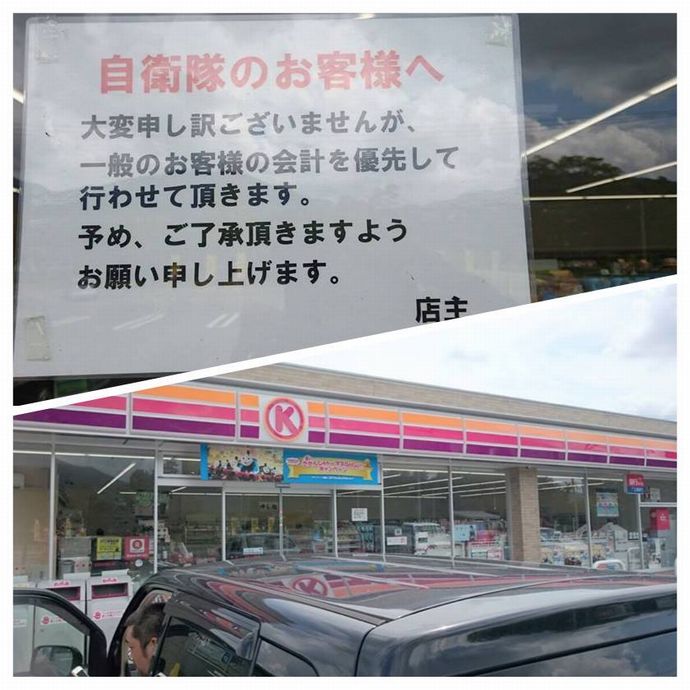 自衛隊のお客様へ
大変申し訳ございませんが、
一般のお客様の会計を優先して
行わせて頂きます。
予め、ご了承頂きますよう
お願い申し上げます。
店主
K